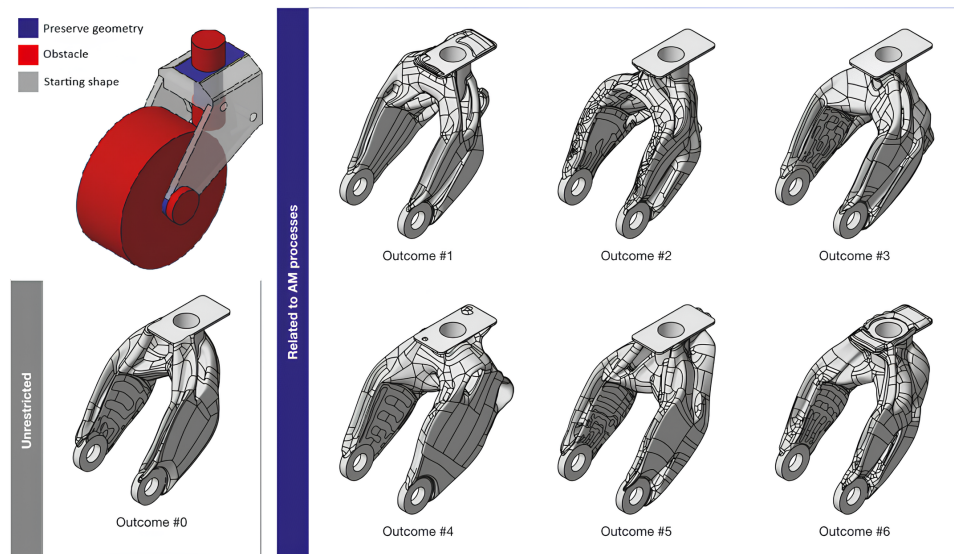 Preserve geometry
Obstacle
Starting shape
Unrestricted
Outcome #0
Related to AM processes
Outcome #1
Outcome #2
Outcome #3
Outcome #4
Outcome #5
Outcome #6